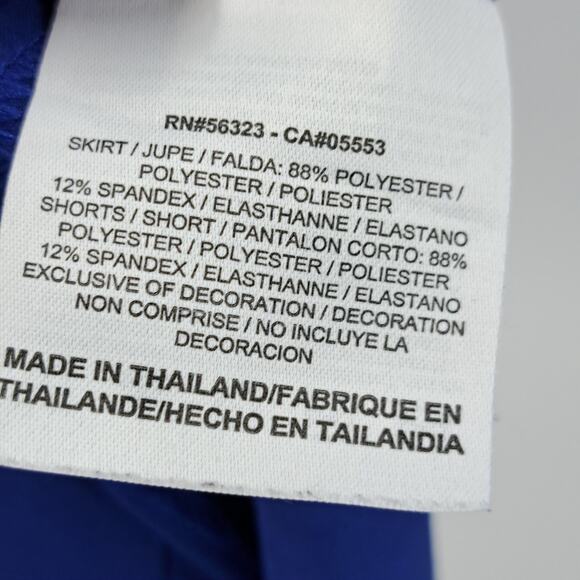 RN#56323 - CA#05553
SKIRT / JUPE / FALDA: 88% POLYESTER /
POLYESTER / POLIESTER
12% SPANDEX / ELASTHANNE / ELASTANO
SHORTS / SHORT / PANTALON CORTO: 88%
POLYESTER / POLYESTER / POLIESTER
12% SPANDEX / ELASTHANNE / ELASTANO
EXCLUSIVE OF DECORATION / DECORATION
NON COMPRISE / NO INCLUYE LA
DECORACION
MADE IN THAILAND/FABRIQUE EN
THAILANDE/HECHO EN TAILANDIA